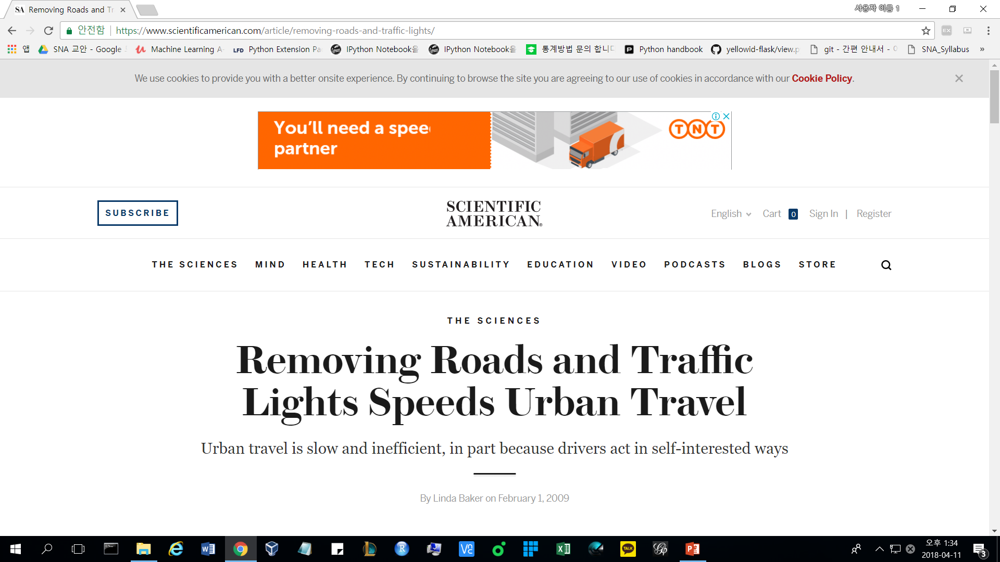 SA Removing Roads and Tr
사용자 이름 1
안전함 https://www.scientificamerican.com/article/removing-roads-and-traffic-lights/
EX
앱 SNA 교안 - Google Machine Learning A LFD Python Extension Pa IPython Notebook을 IPython Notebook을 통계방법 문의 합니다 Python handbook yellowid-flask/view.p git - 간편 안내서 - SNA_Syllabus »
We use cookies to provide you with a better onsite experience. By continuing to browse the site you are agreeing to our use of cookies in accordance with our Cookie Policy.
You'll need a spee
partner
TNT
SUBSCRIBE
SCIENTIFIC
AMERICAN®
English Cart 0 Sign In | Register
THE SCIENCES MIND HEALTH TECH SUSTAINABILITY EDUCATION VIDEO PODCASTS BLOGS STORE
THE SCIENCES
Removing Roads and Traffic
Lights Speeds Urban Travel
Urban travel is slow and inefficient, in part because drivers act in self-interested ways
By Linda Baker on February 1, 2009
TALK
오후 1:34
2018-04-11
3